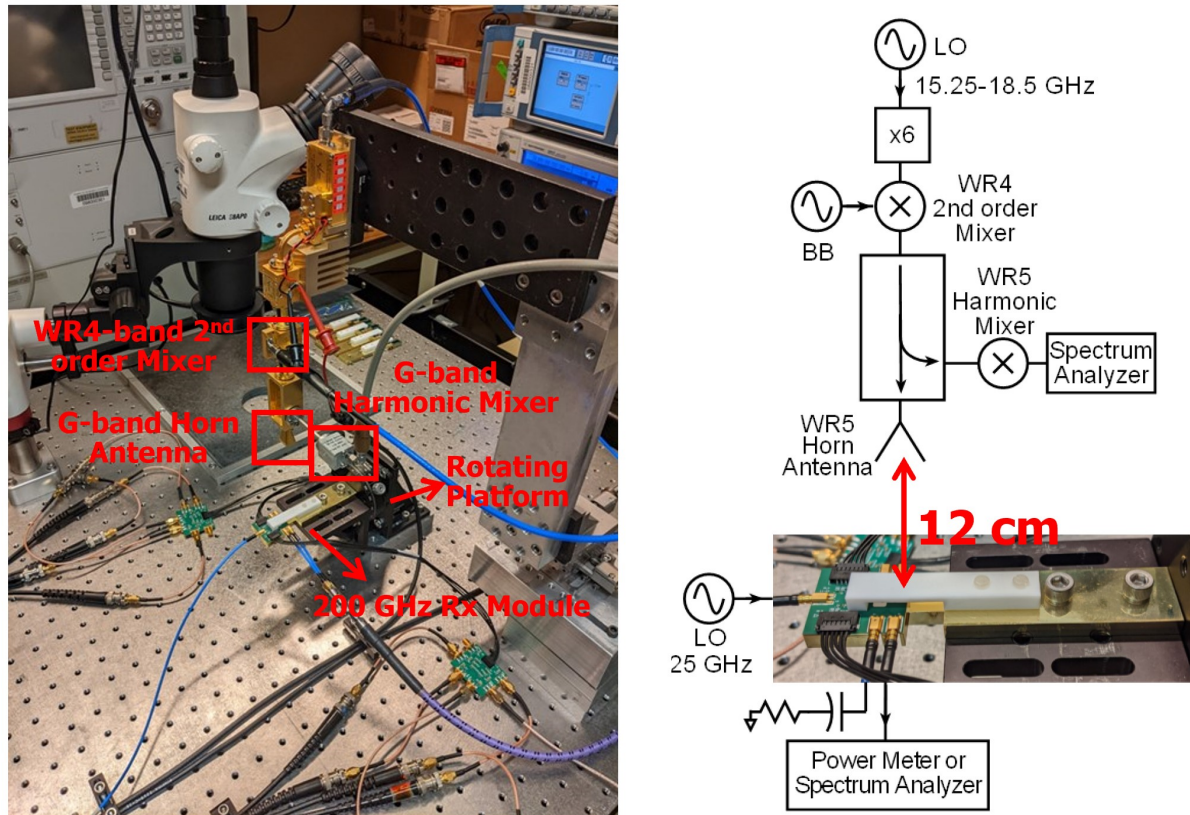 LEICA
WR4-band 2nd
order Mixer
G-band
Harmonic Mixer
G-band Horn
Antenna
Rotating
Platform
200 GHz Rx Module
LO
15.25-18.5 GHz
x6
WR4
2nd order
Mixer
BB
WR5
Harmonic
Mixer
Spectrum
Analyzer
WR5
Horn
Antenna
12 cm
LO
25 GHz
Power Meter or
Spectrum Analyzer